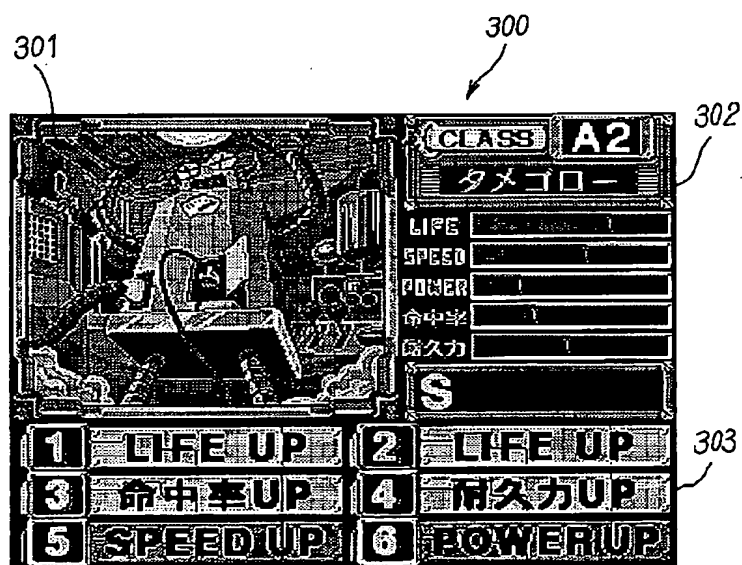 300
301
302
CLASS A2
タメゴロー
LIFE
SPEED
POWER
命中率
耐久力
S
303
1 LIFE UP 2 LIFE UP
3 命中率UP 4 耐久力UP
5 SPEED UP 6 POWER UP